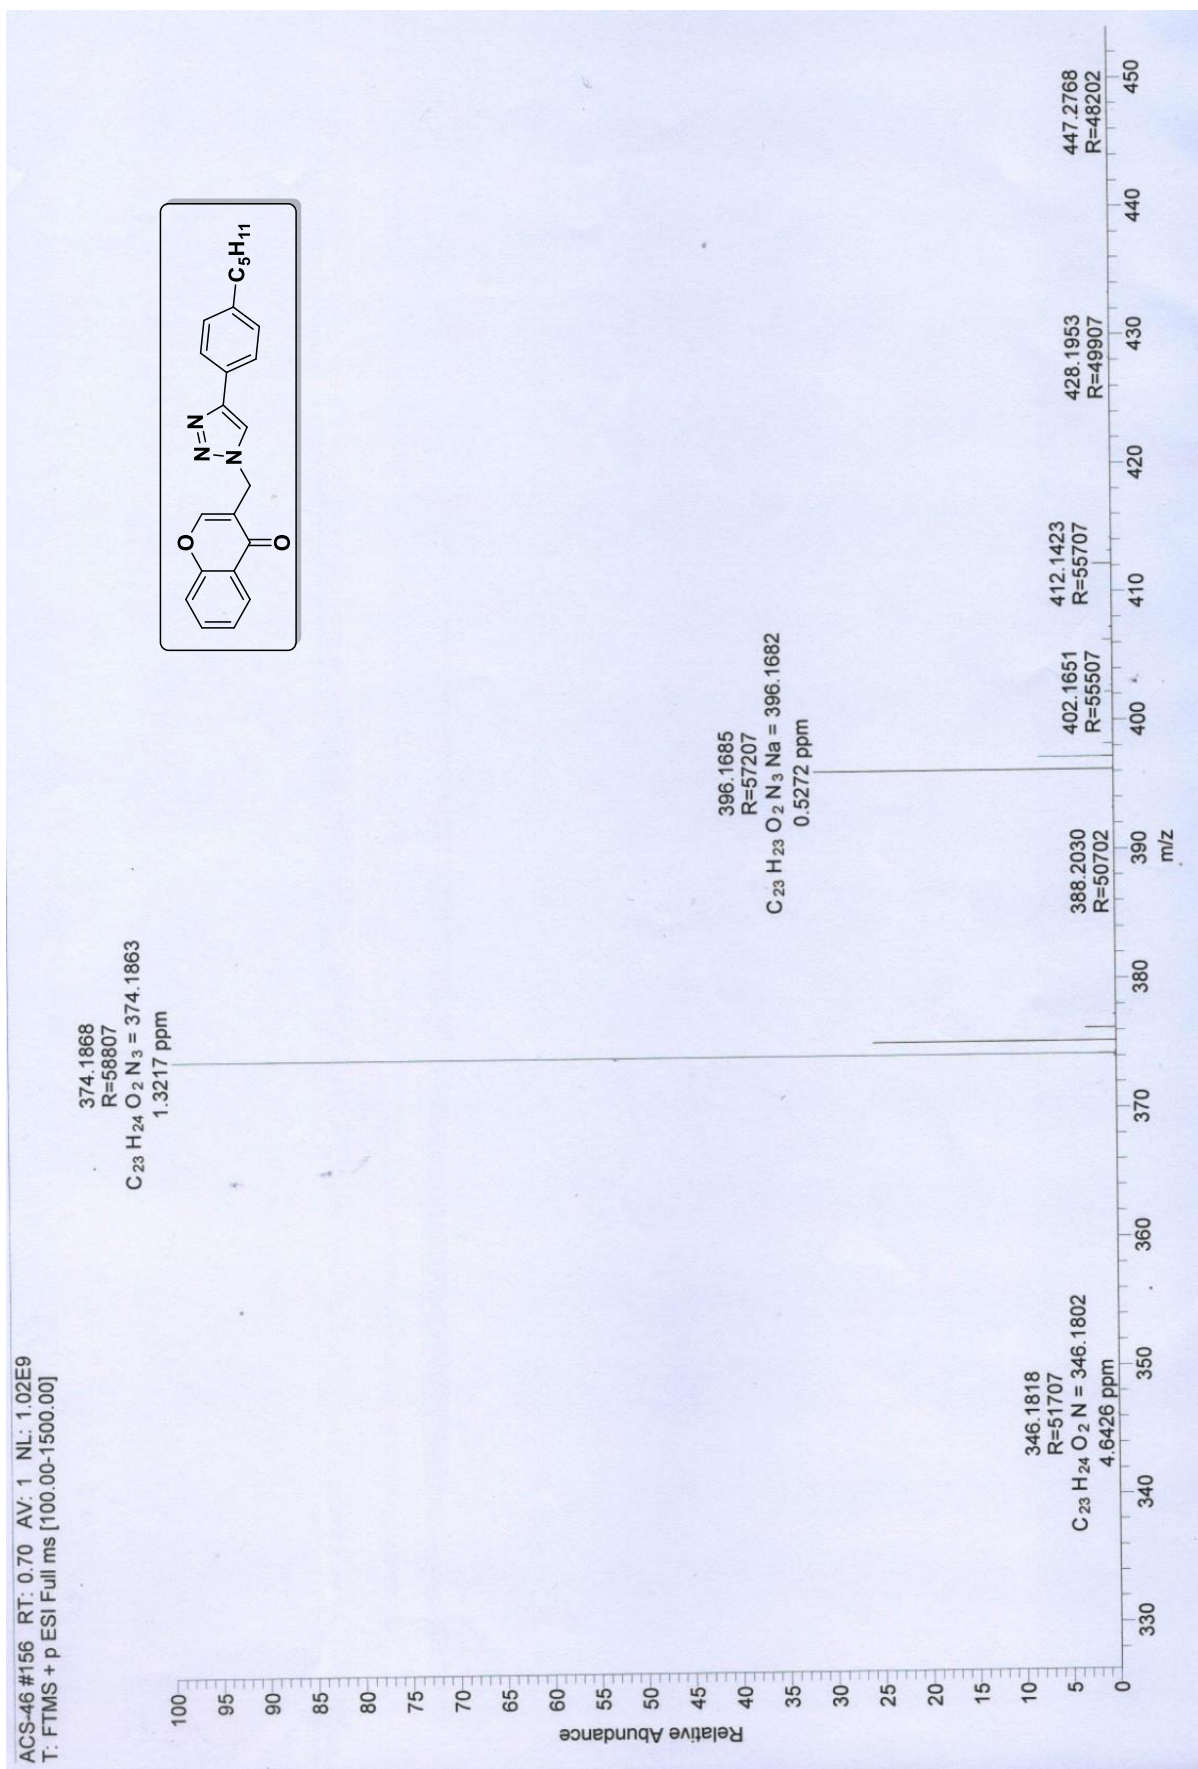 ACS-46 #156 RT: 0.70 AV: 1 NL: 1.02E9
T: FTMS + p ESI Full ms [100.00-1500.00]
374.1868
R=58807
C23 H24 O2 N3 = 374.1863
1.3217 ppm
O
O
N
N
N
C5H11
396.1685
R=57207
C23 H23 O2 N3 Na = 396.1682
0.5272 ppm
346.1818
R=51707
C23 H24 O2 N = 346.1802
4.6426 ppm
388.2030
R=50702
402.1651
R=55507
412.1423
R=55707
428.1953
R=49907
447.2768
R=48202
Relative Abundance
100
95
90
85
80
75
70
65
60
55
50
45
40
35
30
25
20
15
10
5
0
330
340
350
360
370
380
390
400
410
420
430
440
450
m/z